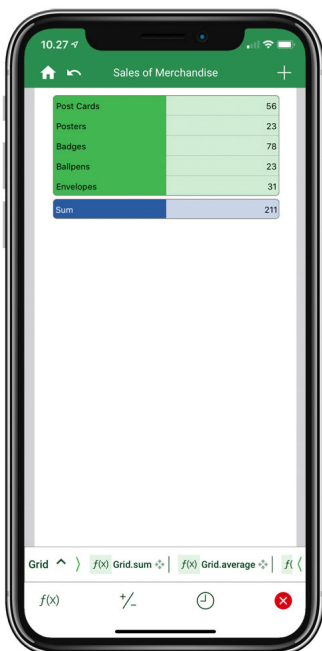 10.27
Sales of Merchandise
Post Cards 56
Posters 23
Badges 78
Ballpens 23
Envelopes 31
Sum 211
Grid f(x) Grid.sum f(x) Grid.average f(
f(x) +/-